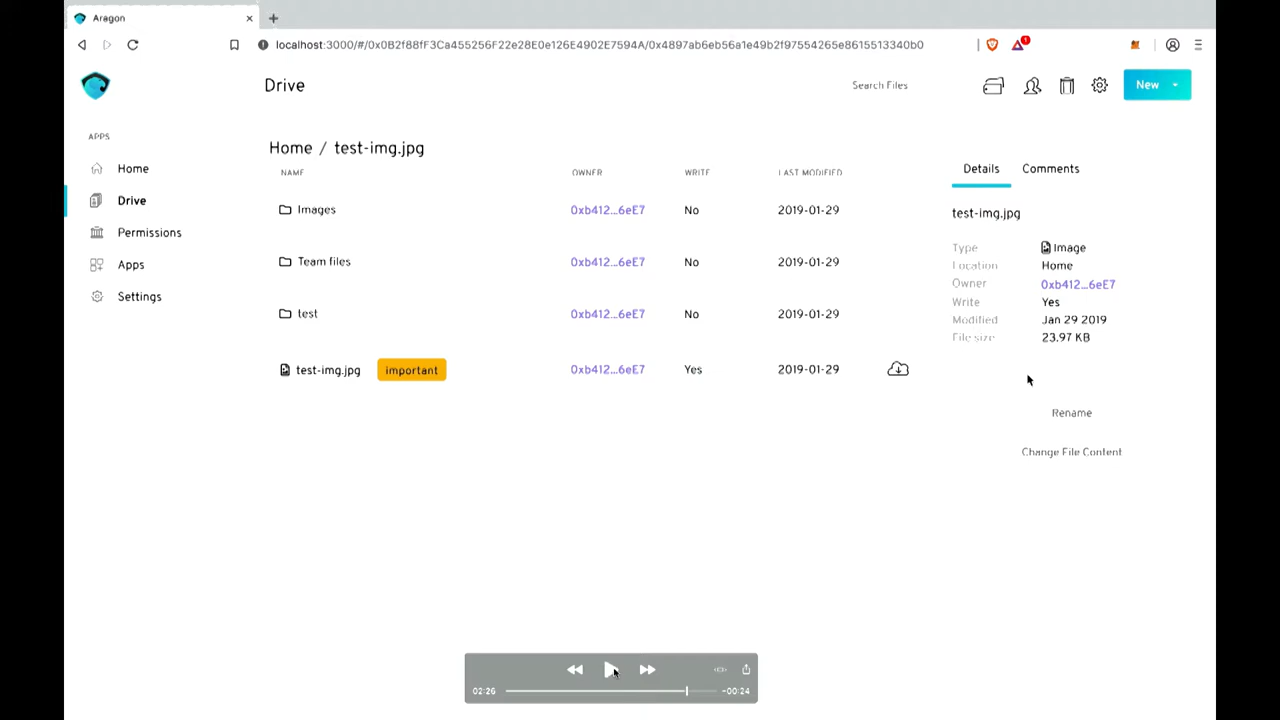 Aragon
localhost:3000/#/0x0B2f88fF3Ca455256F22e28E0e126E4902E7594A/0x4897ab6eb56a1e49b2f97554265e8615513340b0
1
Drive
Search Files
New
APPS
Home
Drive
Permissions
Apps
Settings
Home / test-img.jpg
NAME OWNER WRITE LAST MODIFIED
Images 0xb412...6eE7 No 2019-01-29
Team files 0xb412...6eE7 No 2019-01-29
test 0xb412...6eE7 No 2019-01-29
test-img.jpg important 0xb412...6eE7 Yes 2019-01-29
Details Comments
test-img.jpg
Type Image
Location Home
Owner 0xb412...6eE7
Write Yes
Modified Jan 29 2019
File size 23.97 KB
Rename
Change File Content
02:26 -00:24